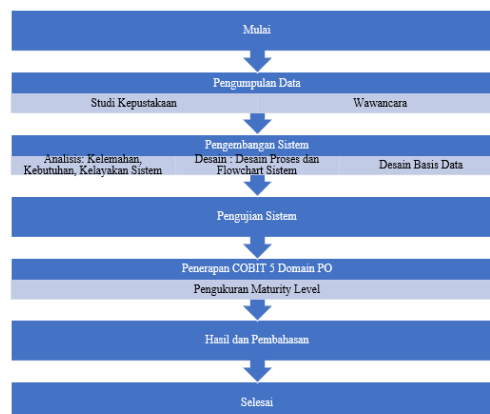 Mulai
Pengumpulan Data
Studi Kepustakaan
Wawancara
Pengembangan Sistem
Analisis: Kelemahan,
Kebutuhan, Kelayakan Sistem
Desain : Desain Proses dan
Flowchart Sistem
Desain Basis Data
Pengujian Sistem
Penerapan COBIT 5 Domain PO
Pengukuran Maturity Level
Hasil dan Pembahasan
Selesai